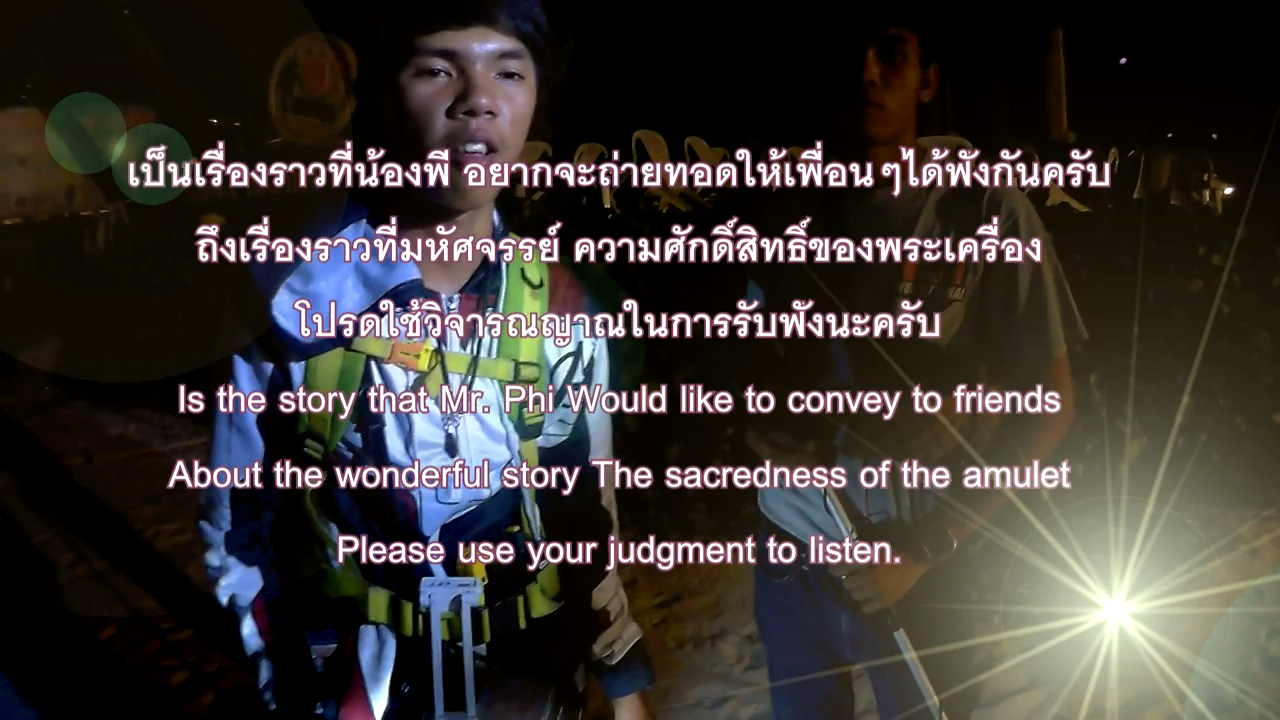 เป็นเรื่องราวที่น้องพี อยากจะถ่ายทอดให้เพื่อนๆได้ฟังกันครับ
ถึงเรื่องราวที่มหัศจรรย์ ความศักดิ์สิทธิ์ของพระเครื่อง
โปรดใช้วิจารณญาณในการรับฟังนะครับ
Is the story that Mr. Phi Would like to convey to friends
About the wonderful story The sacredness of the amulet
Please use your judgment to listen.